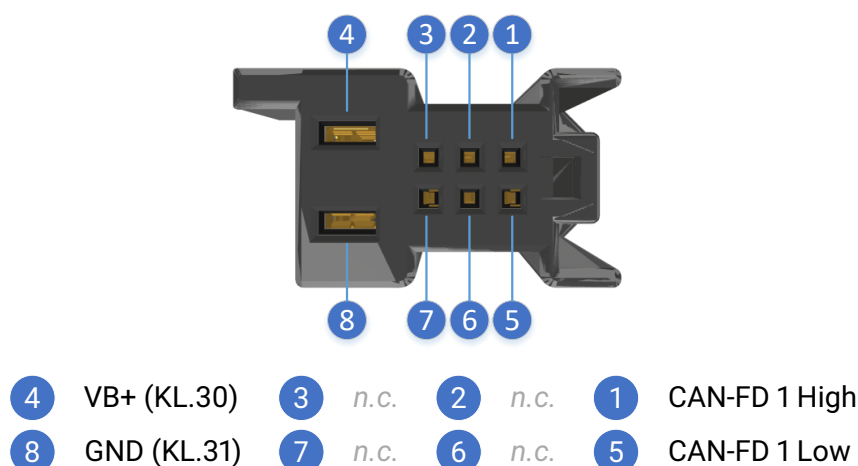 4 3 2 1
8 7 6 5
4 VB+ (KL.30) 3 n.c. 2 n.c. 1 CAN-FD 1 High
8 GND (KL.31) 7 n.c. 6 n.c. 5 CAN-FD 1 Low